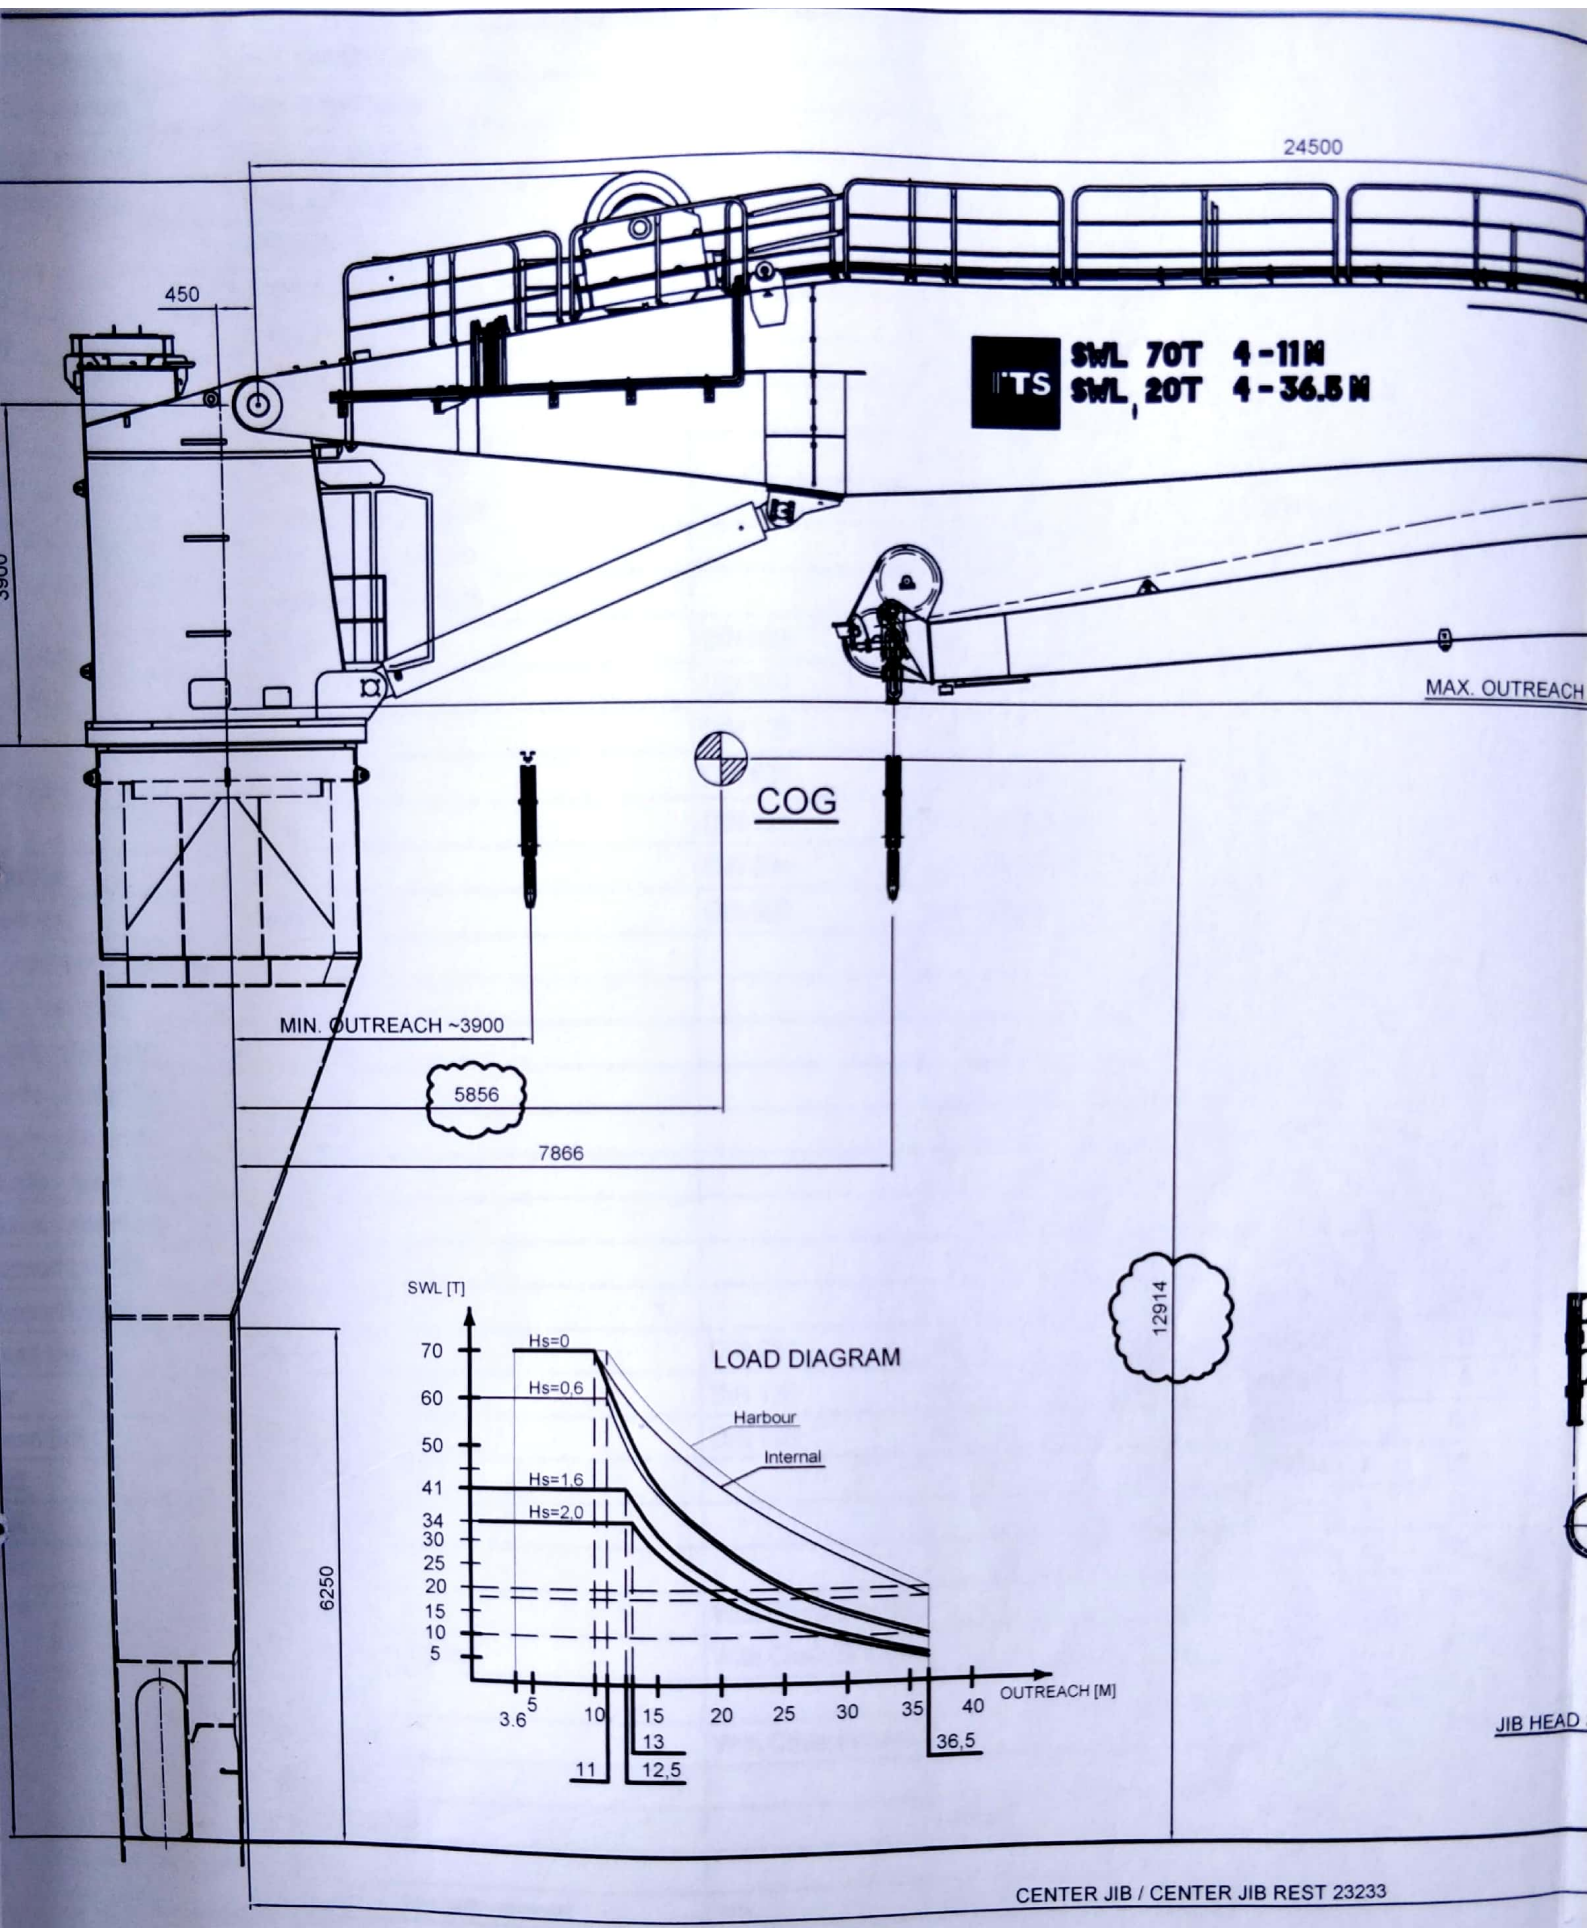 24500
450
SWL 70T 4-11M
TTS
SWL 20T 4-36.5M
3900
MAX. OUTREACH
COG
MIN. OUTREACH ~3900
5856
7866
12914
6250
SWL [T]
LOAD DIAGRAM
70
Hs=0
60
Hs=0,6
Harbour
50
Internal
41
Hs=1,6
34
Hs=2,0
30
25
20
15
10
5
3.6
5
10
15
20
25
30
35
40
OUTREACH [M]
13
36,5
11
12,5
JIB HEAD
CENTER JIB / CENTER JIB REST 23233